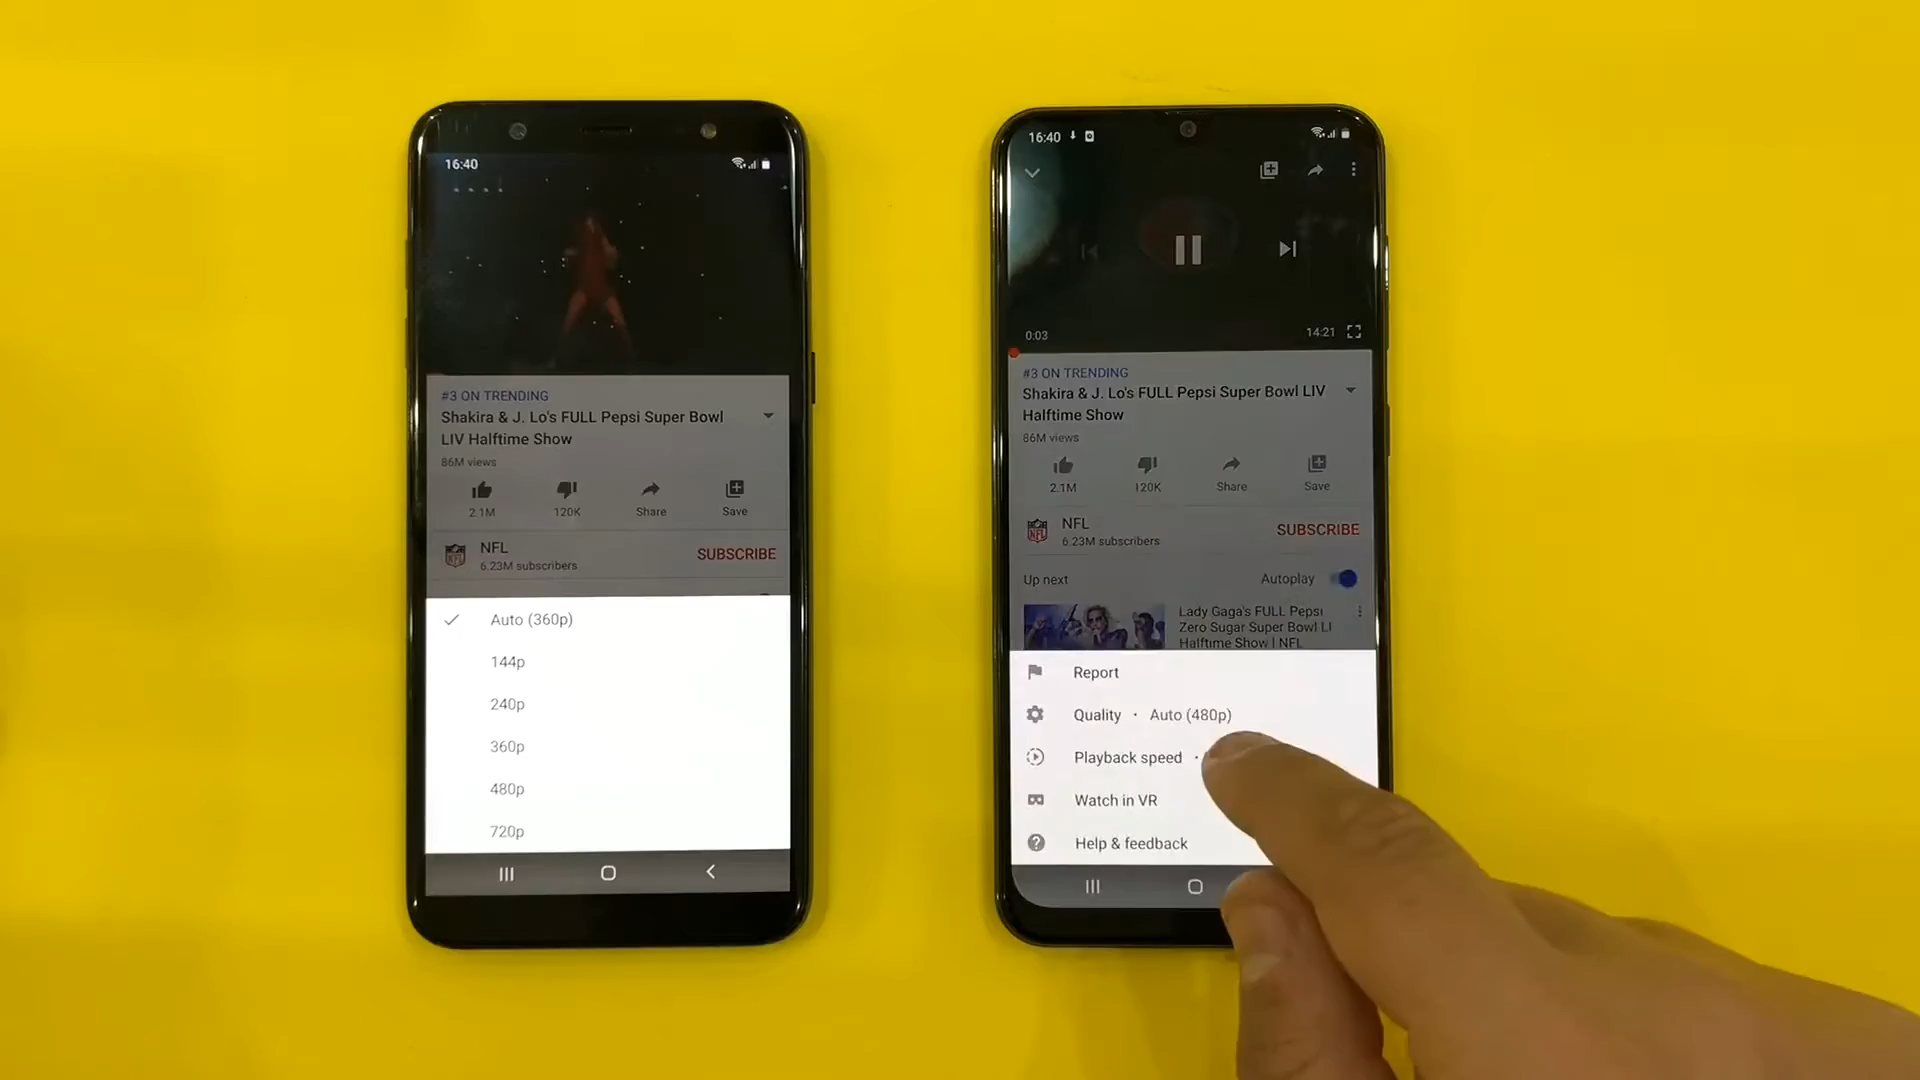 16:40
#3 ON TRENDING
Shakira & J. Lo's FULL Pepsi Super Bowl
LIV Halftime Show
86M views
2.1M
120K
Share
Save
NFL
6.23M subscribers
SUBSCRIBE
Auto (360p)
144p
240p
360p
480p
720p
16:40
0:03
14:21
#3 ON TRENDING
Shakira & J. Lo's FULL Pepsi Super Bowl LIV
Halftime Show
86M views
2.1M
120K
Share
Save
NFL
6.23M subscribers
SUBSCRIBE
Up next
Autoplay
Lady Gaga's FULL Pepsi
Zero Sugar Super Bowl LI
Halftime Show | NFL
Report
Quality · Auto (480p)
Playback speed ·
Watch in VR
Help & feedback